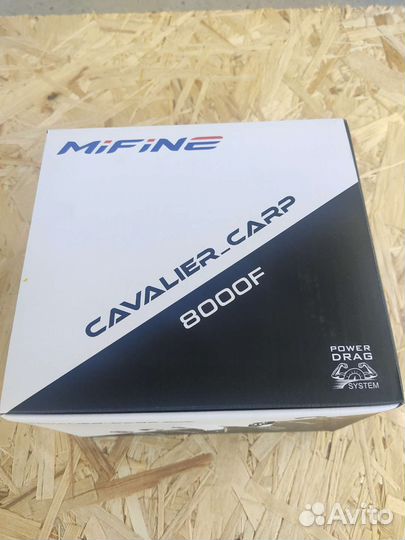 MiFiNE
CAVALIER_CARP
8000F
POWER
DRAG
SYSTEM
Avito